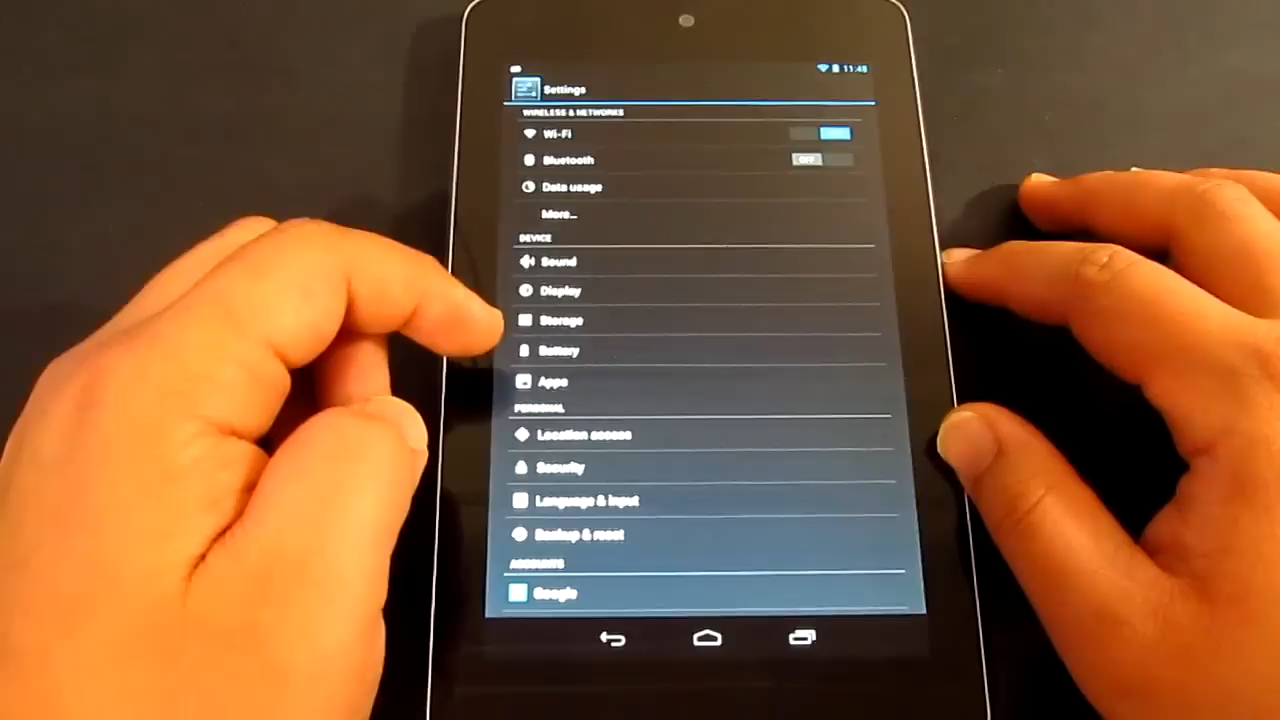 11:48
Settings
WIRELESS & NETWORKS
Wi-Fi
Bluetooth OFF
Data usage
More...
DEVICE
Sound
Display
Storage
Battery
Apps
PERSONAL
Location access
Security
Language & input
Backup & reset
ACCOUNTS
Google